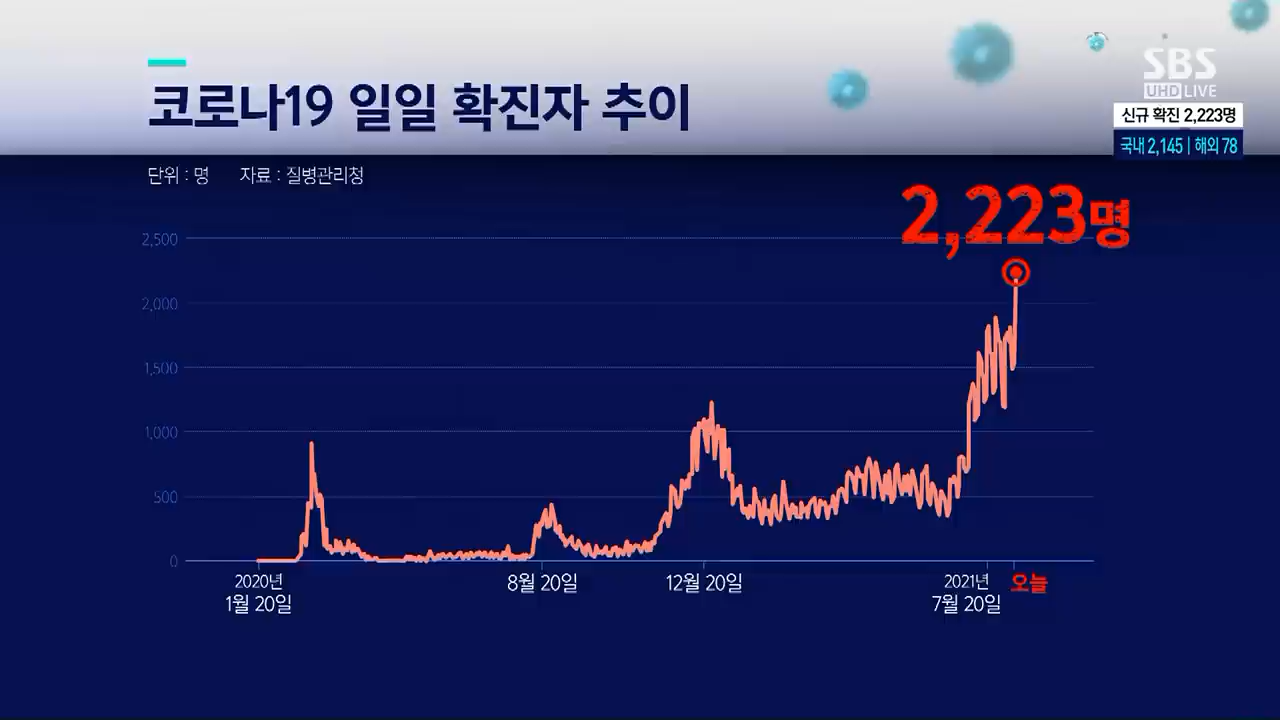 코로나19 일일 확진자 추이
SBS
UHD LIVE
신규 확진 2,223명
국내 2,145 | 해외 78
단위 : 명 자료 : 질병관리청
2,223명
2,500
2,000
1,500
1,000
500
0
2020년
1월 20일
8월 20일
12월 20일
2021년
7월 20일
오늘